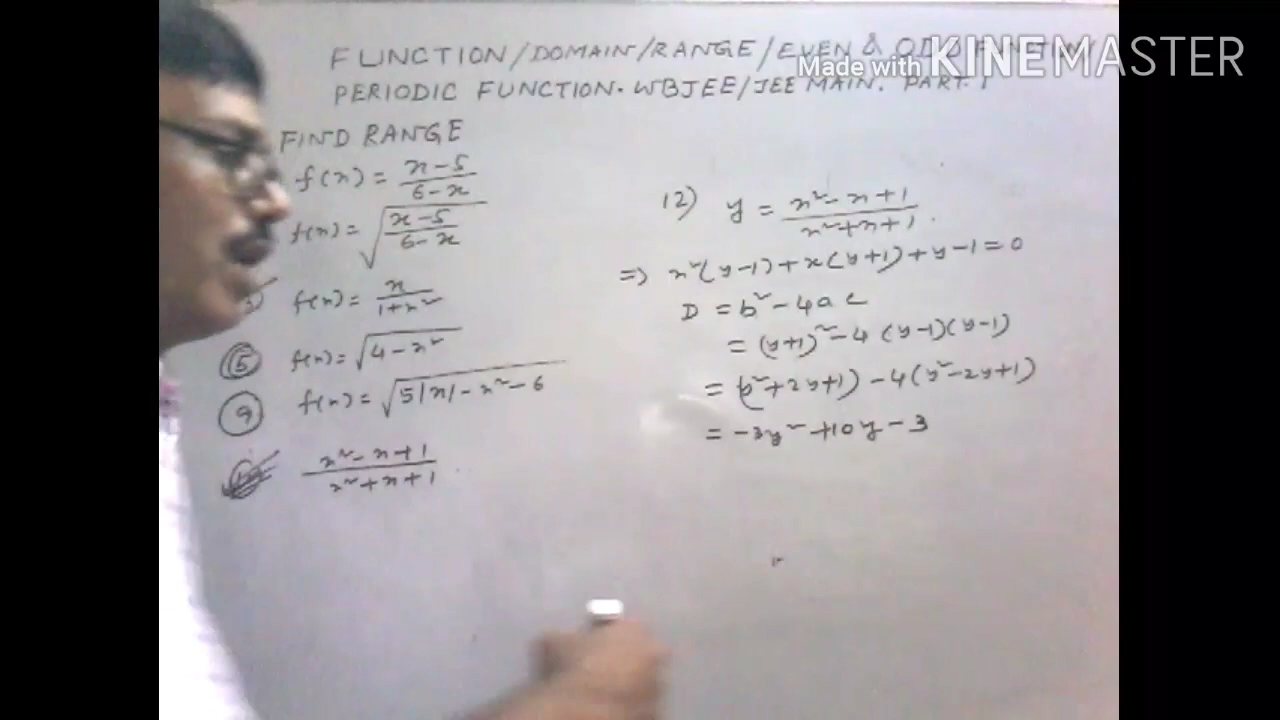 FUNCTION/DOMAIN/RANGE/EVEN & ODD
Made with KINEMASTER
PERIODIC FUNCTION. WBJEE/JEE MAIN. PART. 1
FIND RANGE
f(x) = x-5 / 6-x
f(x) = √(x-5 / 6-x)
f(x) = x / 1+x²
5 f(x) = √4-x²
9 f(x) = √5|x|-x²-6
x²-x+1 / x²+x+1
12) y = x²-x+1 / x²+x+1.
=> x²(y-1)+x(y+1)+y-1=0
D = b²-4ac
= (y+1)²-4(y-1)(y-1)
= (y²+2y+1)-4(y²-2y+1)
= -3y²+10y-3